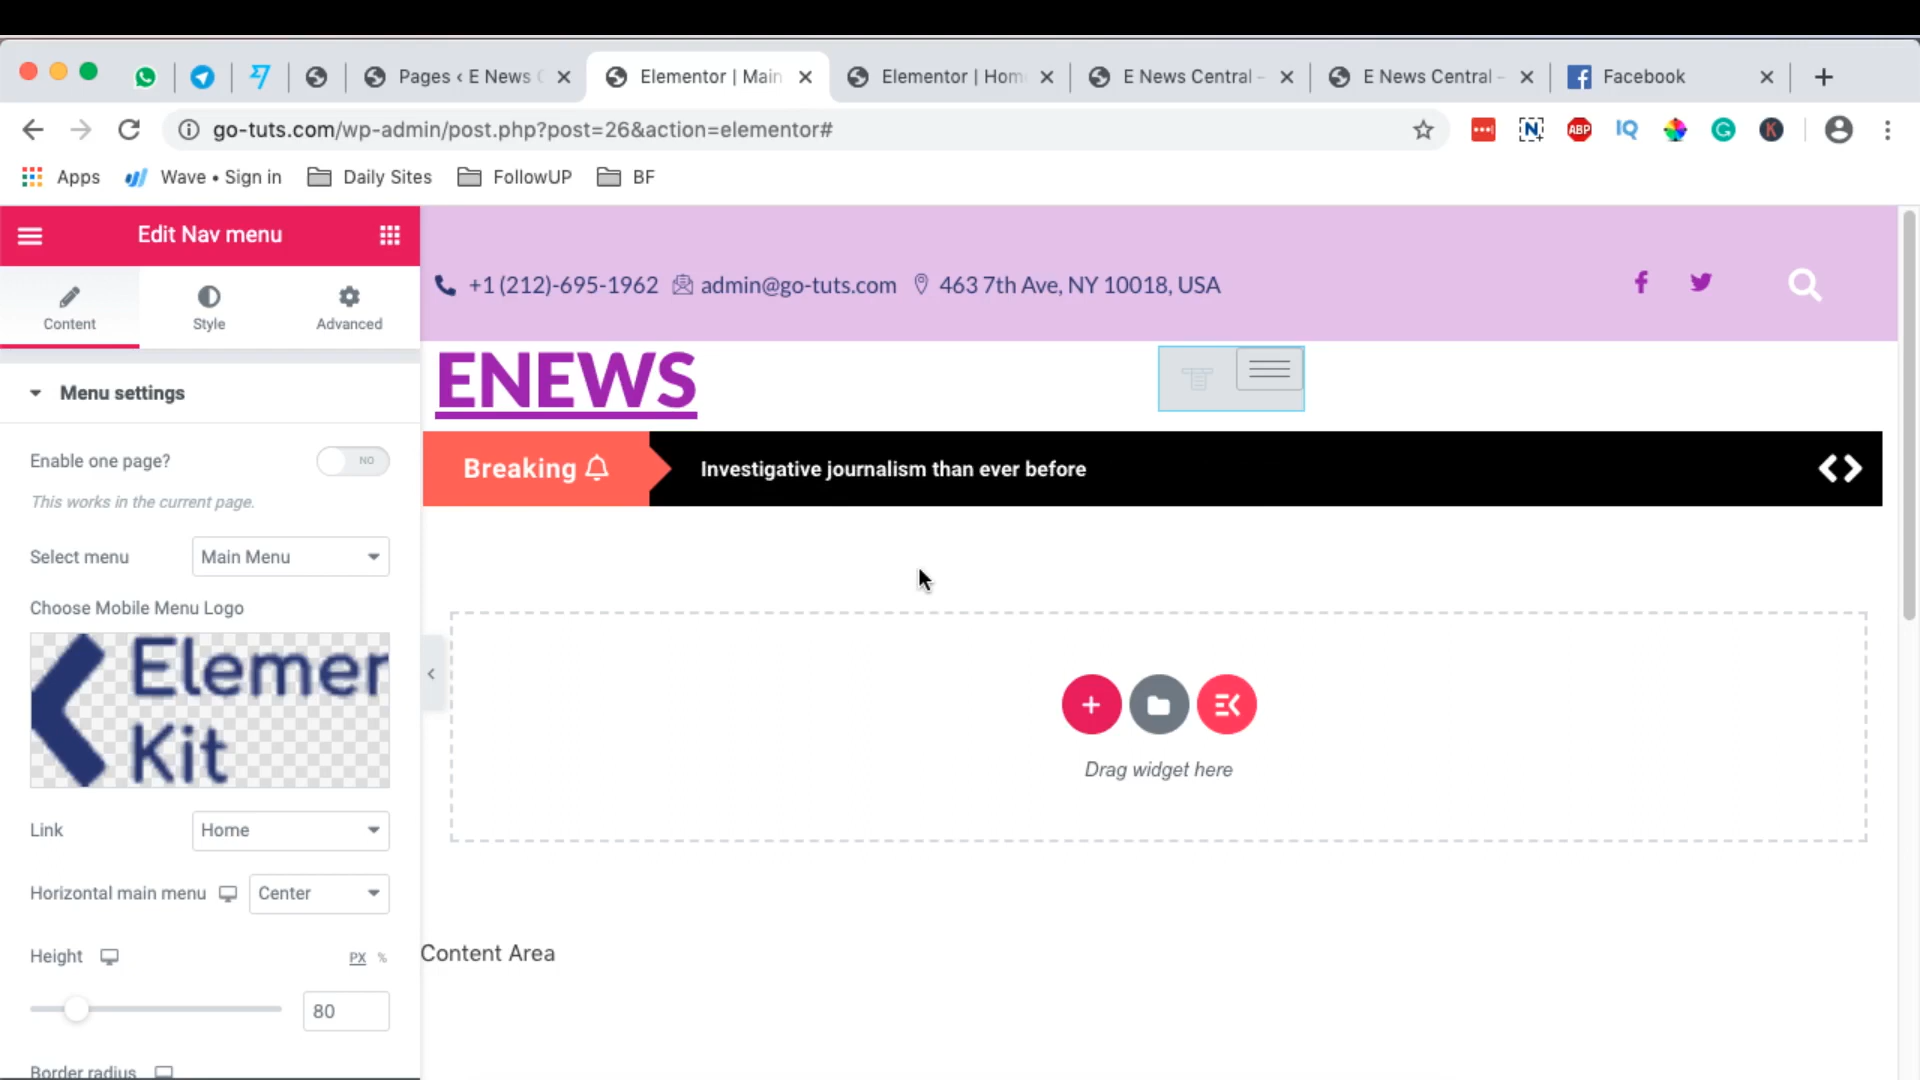 Pages < E News C
Elementor | Main
Elementor | Hom
E News Central –
E News Central –
Facebook
go-tuts.com/wp-admin/post.php?post=26&action=elementor#
N
ABP
IQ
G
K
Apps
Wave • Sign in
Daily Sites
FollowUP
BF
Edit Nav menu
Content
Style
Advanced
Menu settings
Enable one page?
NO
This works in the current page.
Select menu
Main Menu
Choose Mobile Menu Logo
Elemen
Kit
Link
Home
Horizontal main menu
Center
Height
PX %
80
Border radius
+1 (212)-695-1962
admin@go-tuts.com
463 7th Ave, NY 10018, USA
ENEWS
Breaking
Investigative journalism than ever before
Drag widget here
Content Area